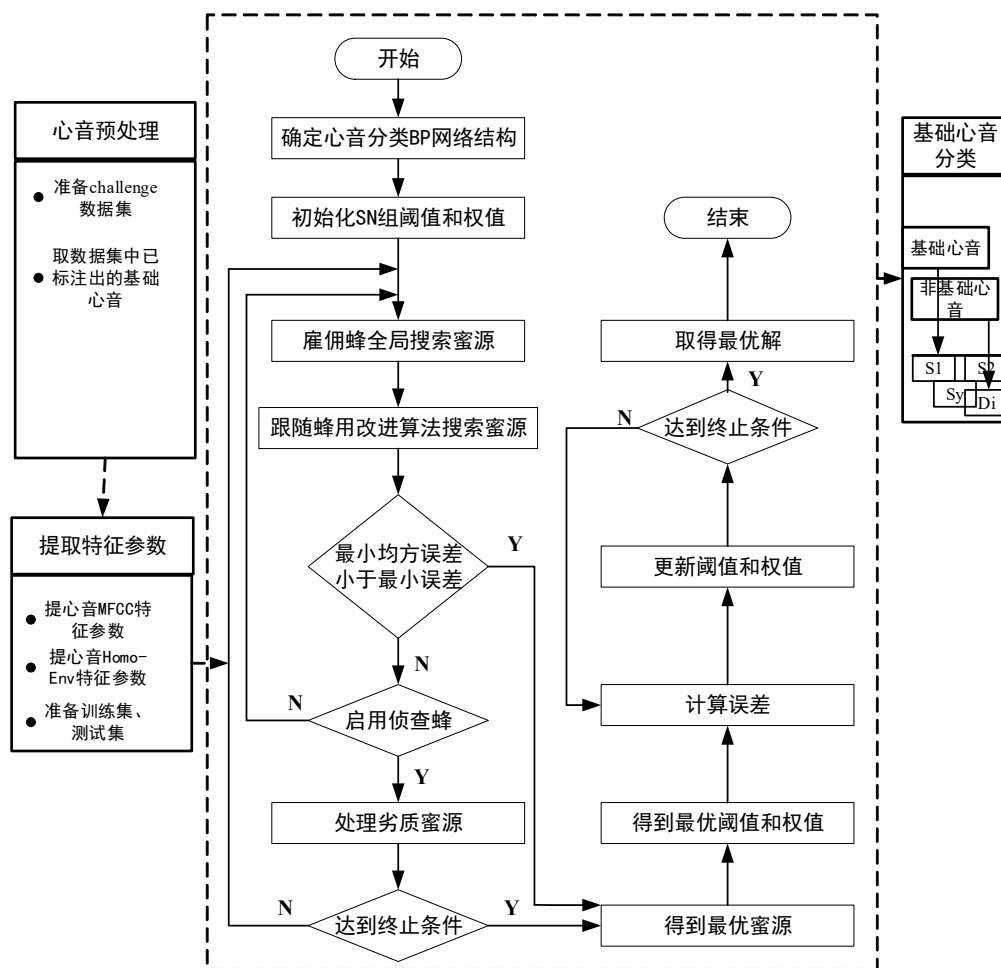 心音预处理
准备challenge
数据集
取数据集中已
标注出的基础
心音
提取特征参数
提心音MFCC特
征参数
提心音Homo-
Env特征参数
准备训练集、
测试集
开始
确定心音分类BP网络结构
初始化SN组阈值和权值
雇佣蜂全局搜索蜜源
跟随蜂用改进算法搜索蜜源
最小均方误差
小于最小误差
Y
N
启用侦查蜂
N
Y
处理劣质蜜源
达到终止条件
N
Y
结束
取得最优解
Y
达到终止条件
N
更新阈值和权值
计算误差
得到最优阈值和权值
得到最优蜜源
基础心音
分类
基础心音
非基础心
音
S1
S2
Sy
Di